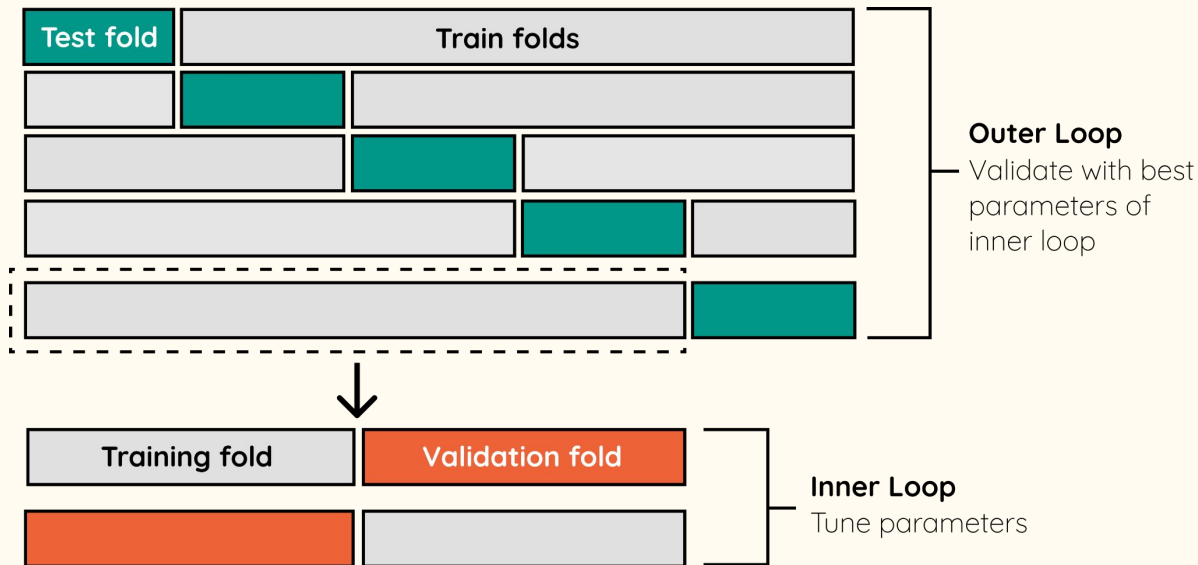 Test fold
Train folds
Outer Loop
Validate with best
parameters of
inner loop
Training fold
Validation fold
Inner Loop
Tune parameters